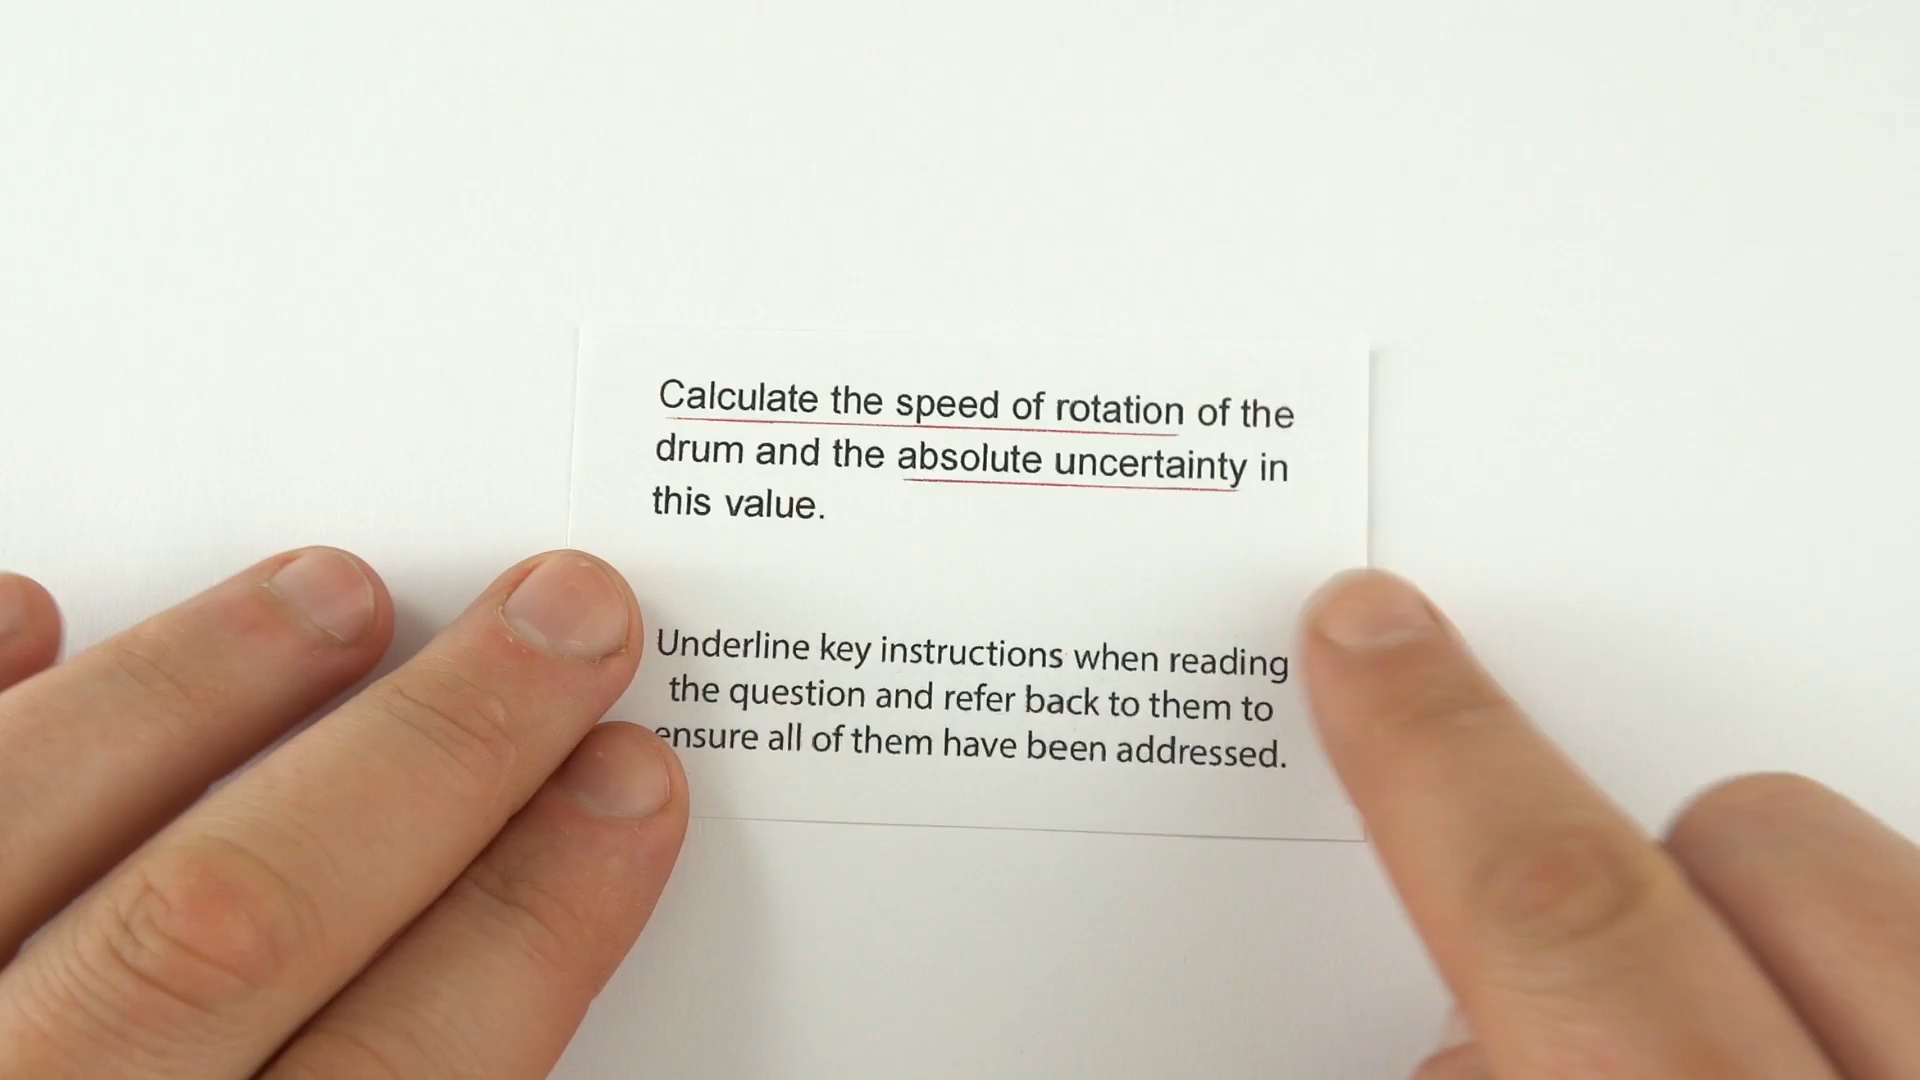 Calculate the speed of rotation of the
drum and the absolute uncertainty in
this value.
Underline key instructions when reading
the question and refer back to them to
ensure all of them have been addressed.